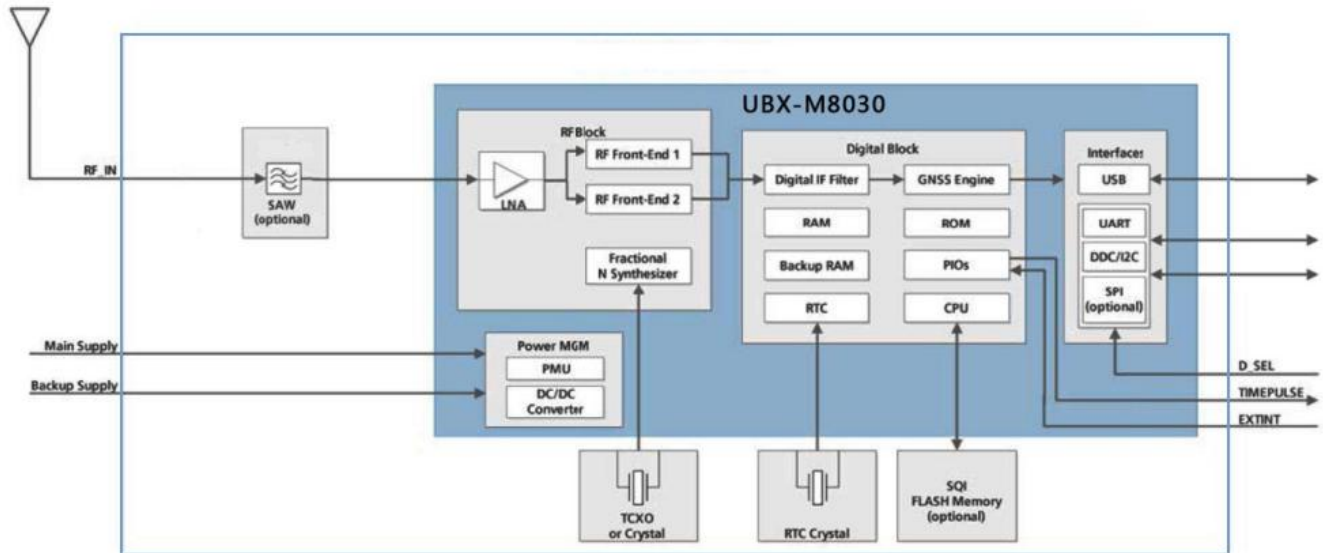 UBX-M8030
RF Block
RF Front-End 1
RF Front-End 2
LNA
Fractional
N Synthesizer
RF_IN
SAW
(optional)
Digital Block
Digital IF Filter
GNSS Engine
RAM
ROM
Backup RAM
PIOs
RTC
CPU
Interfaces
USB
UART
DDC/I2C
SPI
(optional)
Main Supply
Backup Supply
Power MGM
PMU
DC/DC
Converter
D_SEL
TIMEPULSE
EXTINT
TCXO
or Crystal
RTC Crystal
SQI
FLASH Memory
(optional)